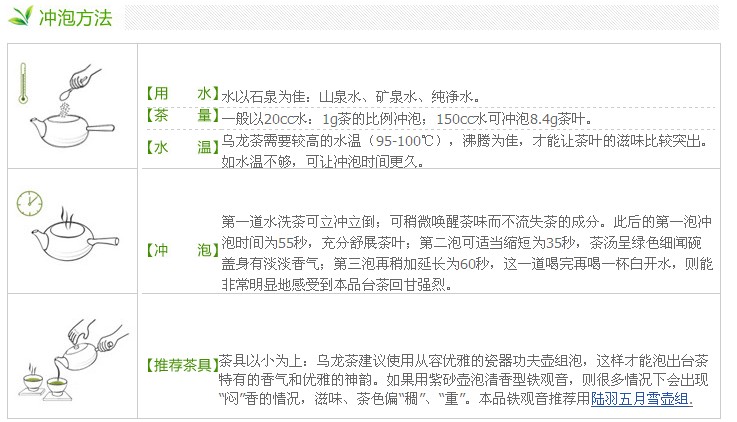 冲泡方法
【用　水】水以石泉为佳：山泉水、矿泉水、纯净水。
【茶　量】一般以20cc水：1g茶的比例冲泡；150cc水可冲泡8.4g茶叶。
【水　温】乌龙茶需要较高的水温（95-100℃），沸腾为佳，才能让茶叶的滋味比较突出。
如水温不够，可让冲泡时间更久。
第一道水洗茶可立冲立倒；可稍微唤醒茶味而不流失茶的成分。此后的第一泡冲
泡时间为55秒，充分舒展茶叶；第二泡可适当缩短为35秒，茶汤呈绿色细闻碗
【冲　泡】盖身有淡淡香气；第三泡再稍加延长为60秒，这一道喝完再喝一杯白开水，则能
非常明显地感受到本品台茶回甘强烈。
【推荐茶具】茶具以小为上：乌龙茶建议使用从容优雅的瓷器功夫壶组泡，这样才能泡出台茶
特有的香气和优雅的神韵。如果用紫砂壶泡清香型铁观音，则很多情况下会出现
“闷”香的情况，滋味、茶色偏“稠”、“重”。本品铁观音推荐用陆羽五月雪壶组.